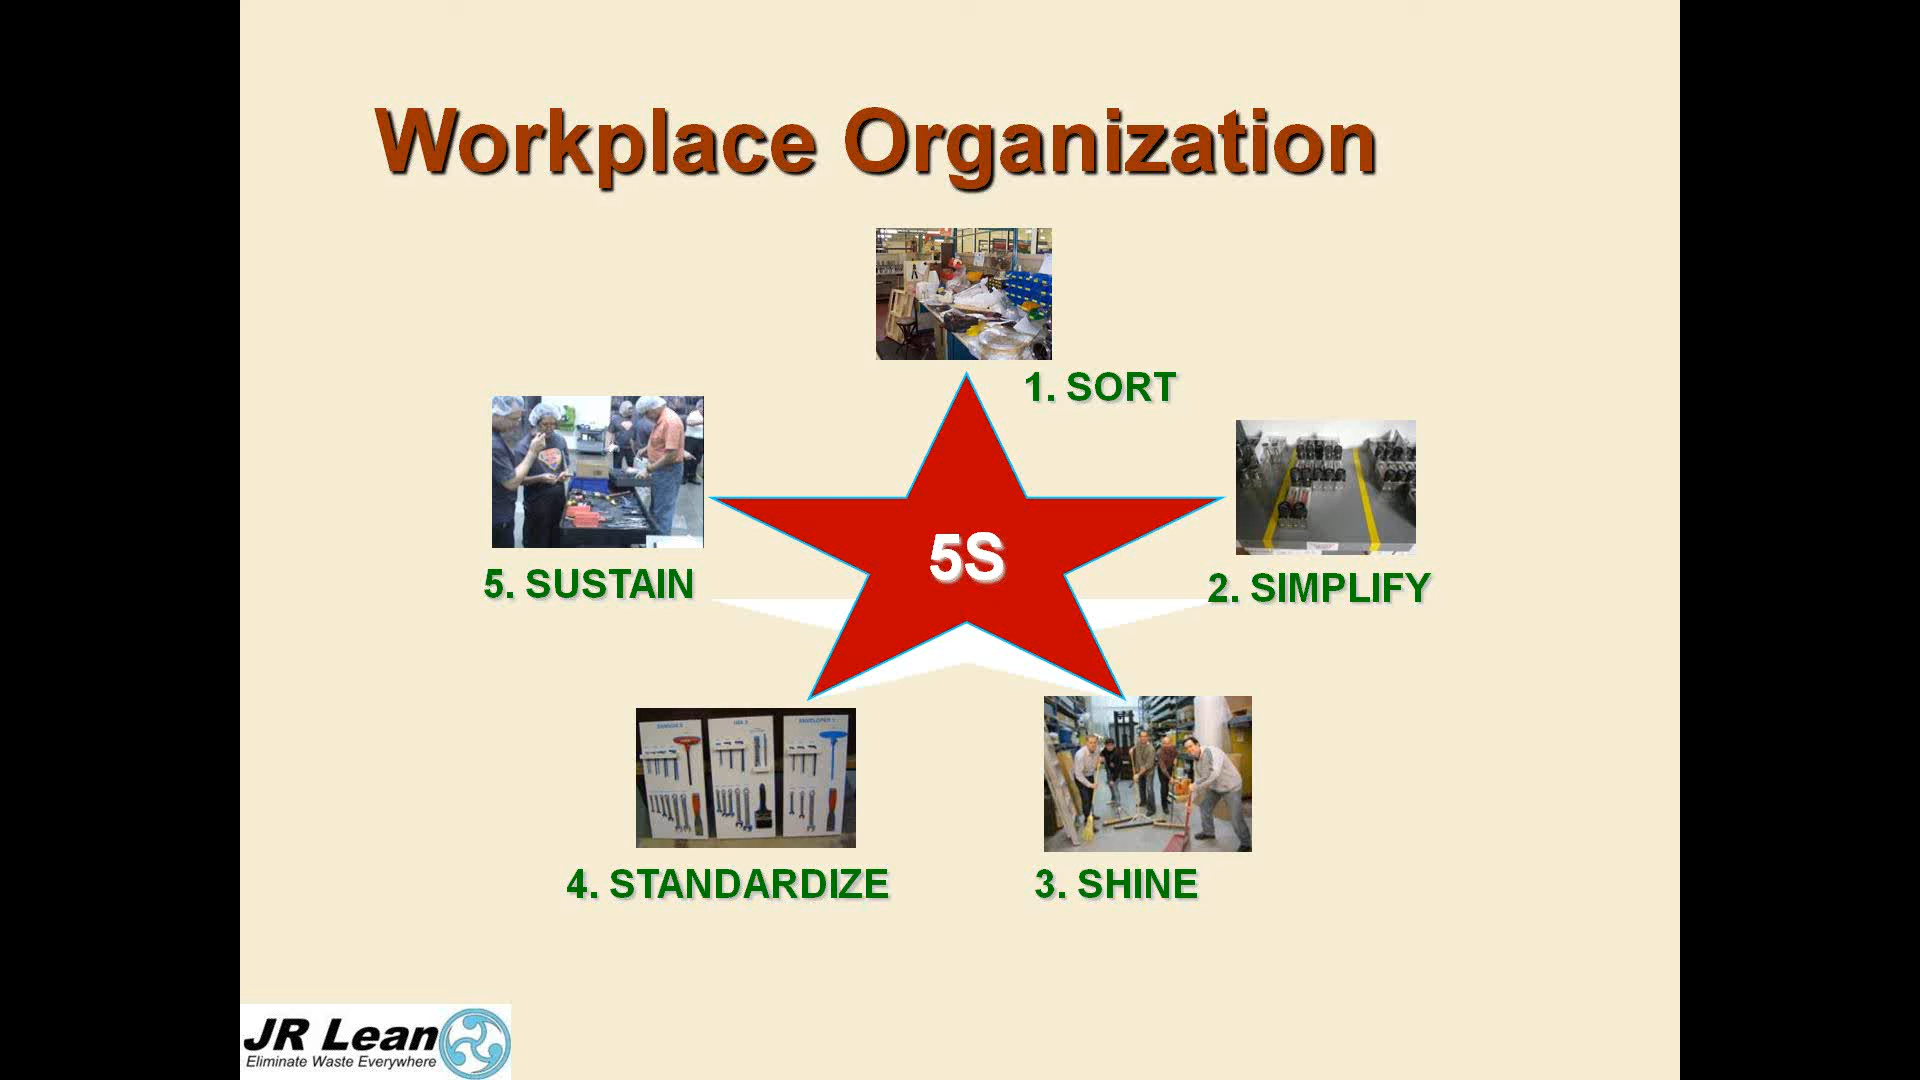 Workplace Organization
1. SORT
5S
5. SUSTAIN
2. SIMPLIFY
4. STANDARDIZE
3. SHINE
JR Lean
Eliminate Waste Everywhere